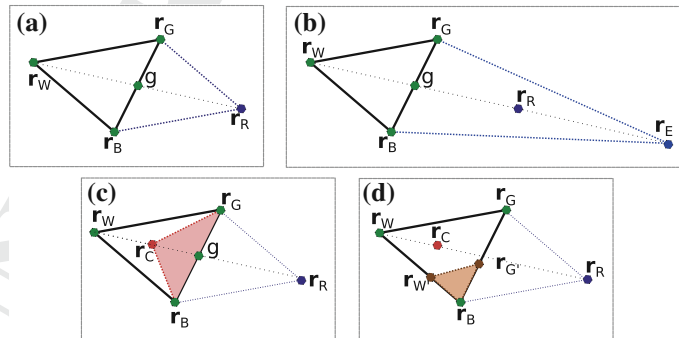 (a)
r_G
r_W
g
r_R
r_B
(b)
r_G
r_W
g
r_R
r_B
r_E
(c)
r_G
r_W
r_C
g
r_R
r_B
(d)
r_G
r_W
r_C
r_G'
r_R
r_W'
r_B